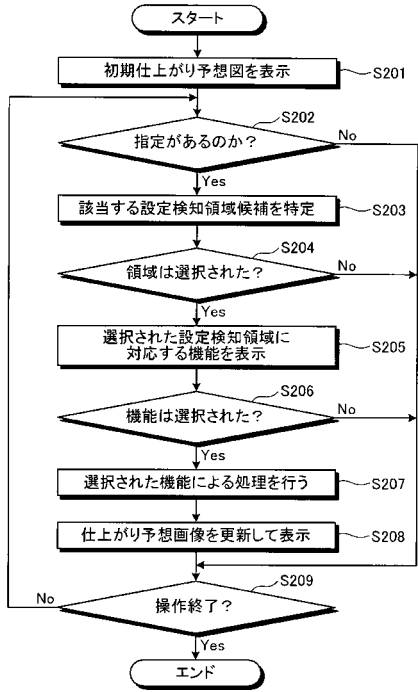 スタート
初期仕上がり予想図を表示
S201
S202
指定があるのか?
No
Yes
該当する設定検知領域候補を特定
S203
S204
領域は選択された?
No
Yes
選択された設定検知領域に
対応する機能を表示
S205
S206
機能は選択された?
No
Yes
選択された機能による処理を行う
S207
仕上がり予想画像を更新して表示
S208
S209
No
操作終了?
Yes
エンド